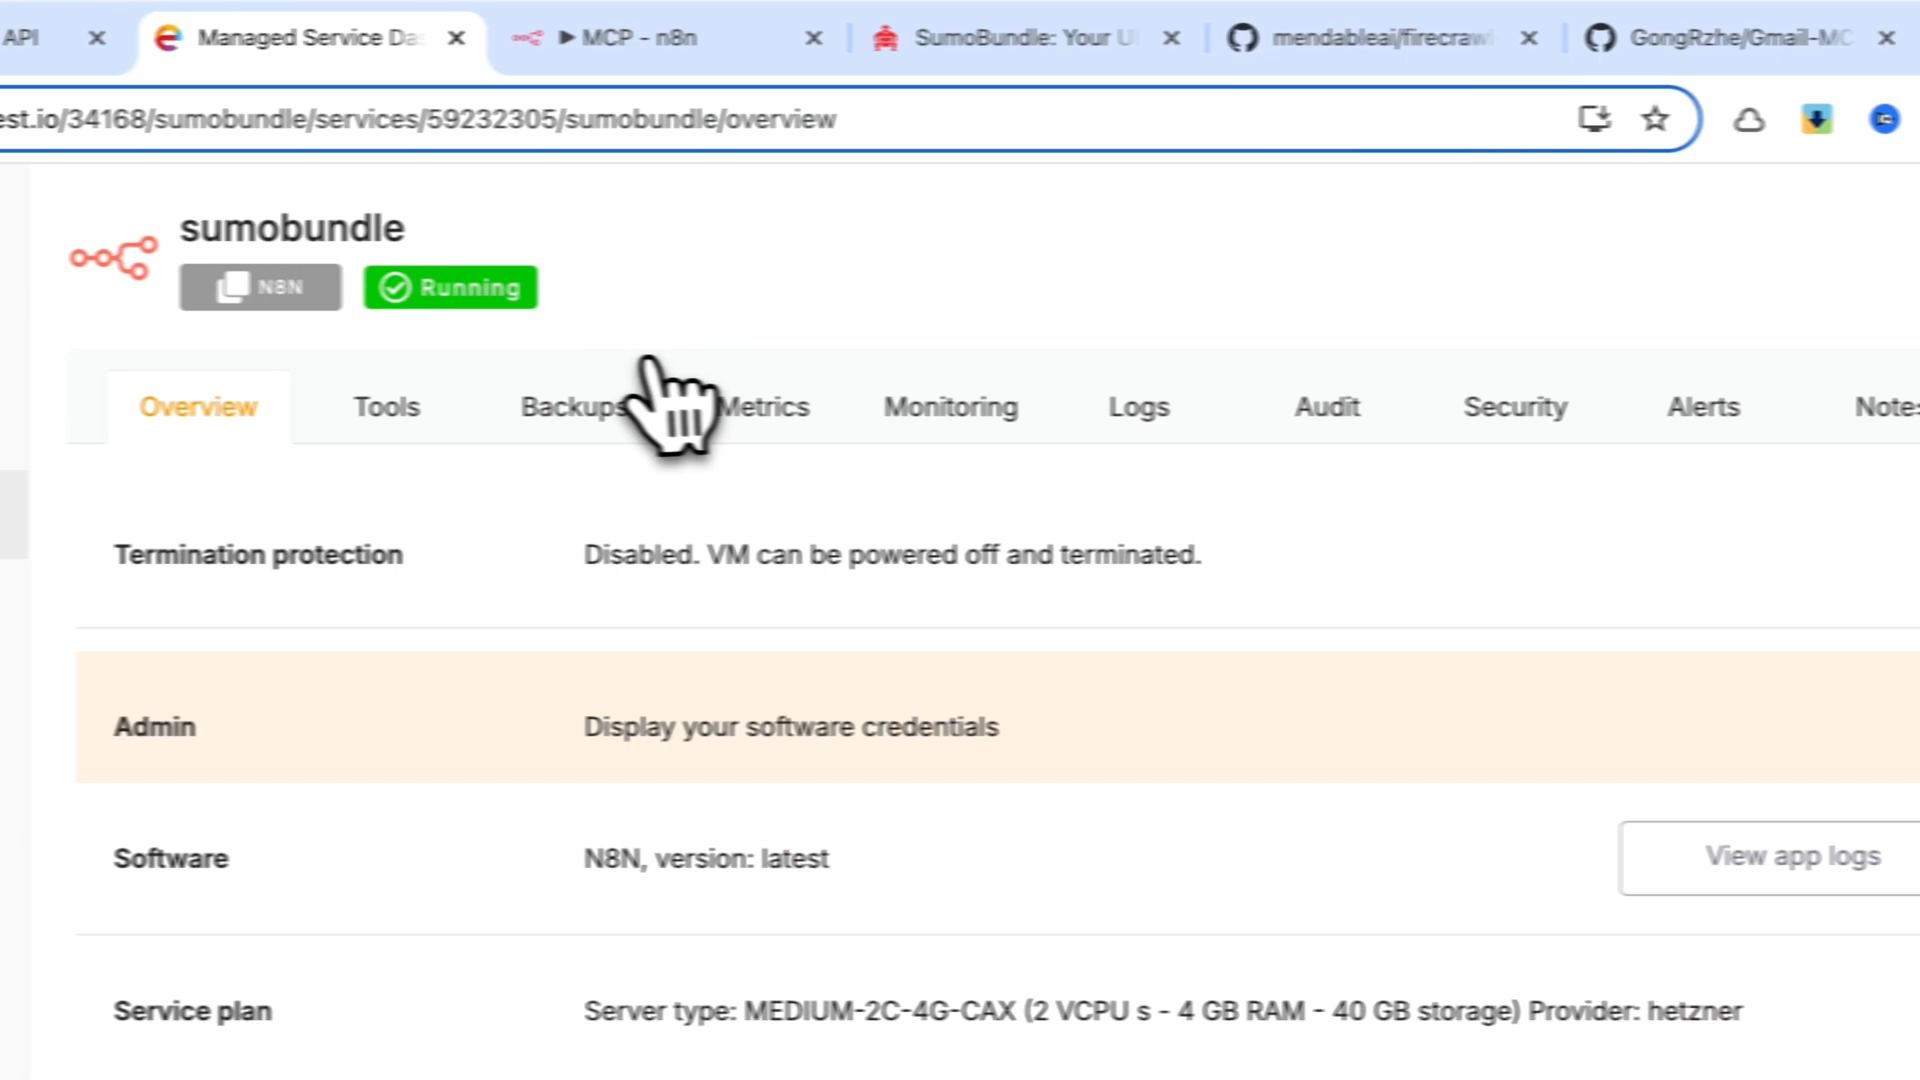 API
Managed Service Da
MCP - n8n
SumoBundle: Your U
mendableai/firecrawl
GongRzhe/Gmail-MC
est.io/34168/sumobundle/services/59232305/sumobundle/overview
sumobundle
N8N
Running
Overview
Tools
Backups
Metrics
Monitoring
Logs
Audit
Security
Alerts
Notes
Termination protection
Disabled. VM can be powered off and terminated.
Admin
Display your software credentials
Software
N8N, version: latest
View app logs
Service plan
Server type: MEDIUM-2C-4G-CAX (2 VCPU s - 4 GB RAM - 40 GB storage) Provider: hetzner